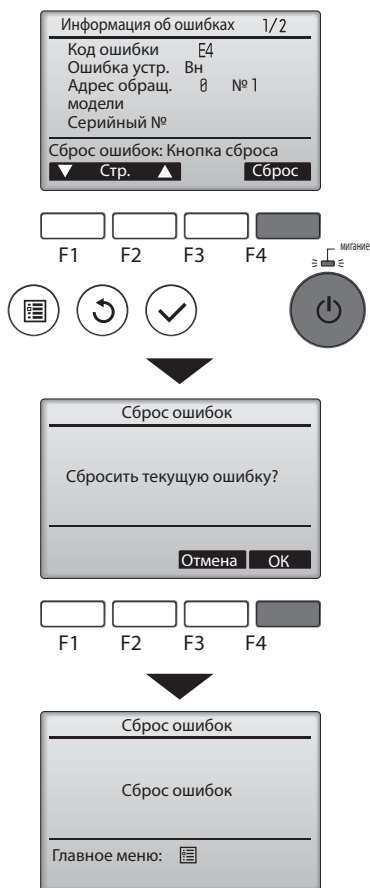 Информация об ошибках 1/2
Код ошибки E4
Ошибка устр. Вн
Адрес обращ. 0 №1
модели
Серийный №
Сброс ошибок: Кнопка сброса
Стр. Сброс
F1 F2 F3 F4
мигание
Сброс ошибок
Сбросить текущую ошибку?
Отмена OK
F1 F2 F3 F4
Сброс ошибок
Сброс ошибок
Главное меню: